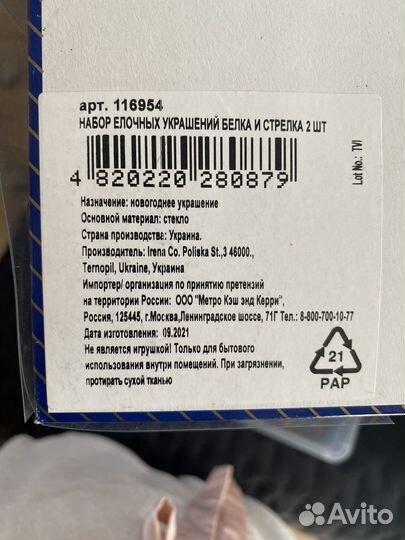 арт. 116954
НАБОР ЕЛОЧНЫХ УКРАШЕНИЙ БЕЛКА И СТРЕЛКА 2 ШТ
4 820220 280879
Lot No.: TVI
Назначение: новогоднее украшение
Основной материал: стекло
Страна производства: Украина.
Производитель: Irena Co. Poliska St.,3 46000.,
Ternopil, Ukraine, Украина
Импортер/ организация по принятию претензий
на территории России: ООО "Метро Кэш энд Керри",
Россия, 125445, г.Москва,Ленинградское шоссе, 71Г Тел.: 8-800-700-10-77
Дата изготовления: 09.2021
Не является игрушкой! Только для бытового
использования внутри помещений. При загрязнении,
протирать сухой тканью
21
PAP
Avito